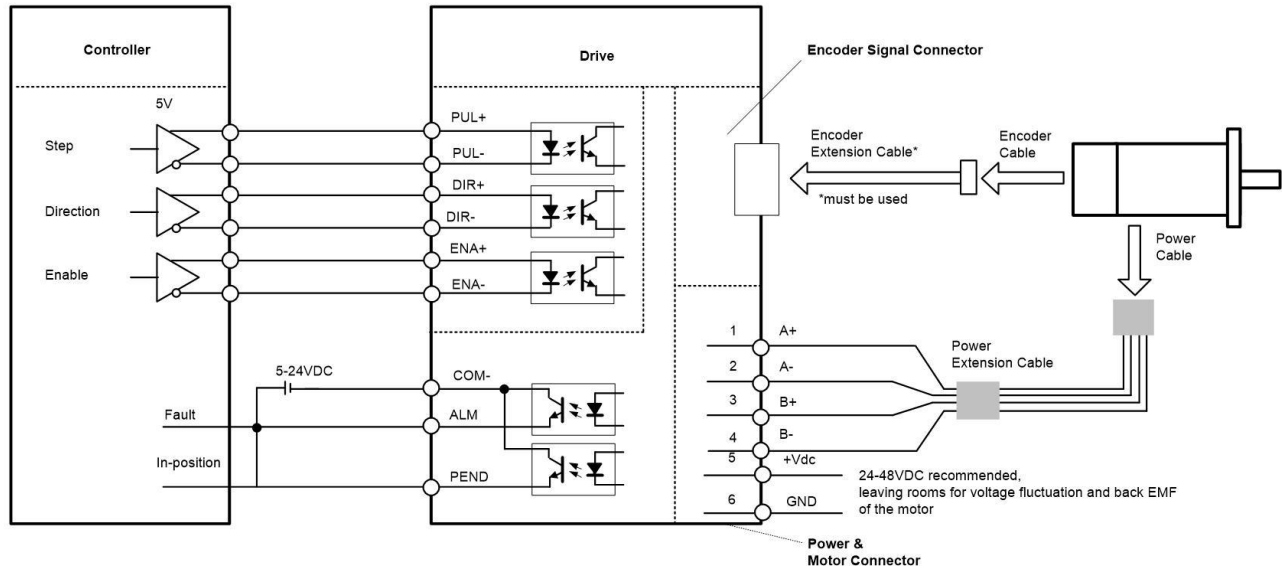 Controller
Drive
Encoder Signal Connector
5V
Step
Direction
Enable
PUL+
PUL-
DIR+
DIR-
ENA+
ENA-
Encoder
Extension Cable*
*must be used
Encoder
Cable
Power
Cable
5-24VDC
Fault
In-position
COM-
ALM
PEND
1
A+
2
A-
3
B+
4
B-
5
+Vdc
6
GND
Power
Extension Cable
24-48VDC recommended,
leaving rooms for voltage fluctuation and back EMF
of the motor
Power &
Motor Connector